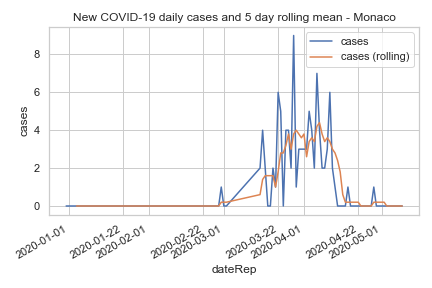 New COVID-19 daily cases and 5 day rolling mean - Monaco
cases
cases (rolling)
8
6
4
2
0
cases
2020-01-01
2020-01-22
2020-02-01
2020-02-22
2020-03-01
2020-03-22
2020-04-01
2020-04-22
2020-05-01
dateRep